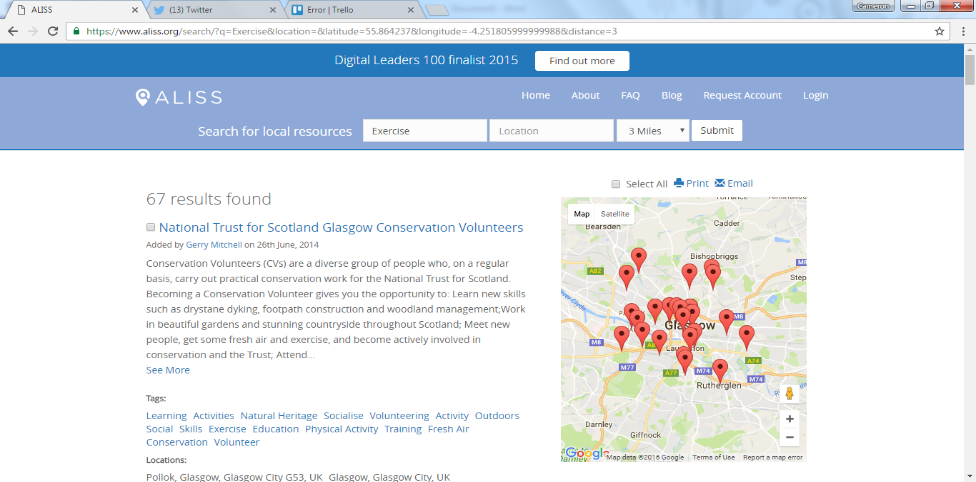 ALISS
(13) Twitter
Error | Trello
Cameron
https://www.aliss.org/search/?q=Exercise&location=&latitude=55.864237&longitude=-4.251805999999988&distance=3
Digital Leaders 100 finalist 2015 Find out more
ALISS Home About FAQ Blog Request Account Login
Search for local resources Exercise Location 3 Miles Submit
Select All Print Email
67 results found
National Trust for Scotland Glasgow Conservation Volunteers
Added by Gerry Mitchell on 26th June, 2014
Conservation Volunteers (CVs) are a diverse group of people who, on a regular
basis, carry out practical conservation work for the National Trust for Scotland.
Becoming a Conservation Volunteer gives you the opportunity to: Learn new skills
such as drystane dyking, footpath construction and woodland management;Work
in beautiful gardens and stunning countryside throughout Scotland; Meet new
people, get some fresh air and exercise, and become actively involved in
conservation and the Trust; Attend...
See More
Tags:
Learning Activities Natural Heritage Socialise Volunteering Activity Outdoors
Social Skills Exercise Education Physical Activity Training Fresh Air
Conservation Volunteer
Locations:
Pollok, Glasgow, Glasgow City G53, UK Glasgow, Glasgow City, UK
Map Satellite
Bearsden
Cadder
Bishopbriggs
A82
Glasgow
M8
M8
A74
M77
A77
M74
M74
Rutherglen
Darnley
Giffnock
Google
Map data ©2016 Google Terms of Use Report a map error